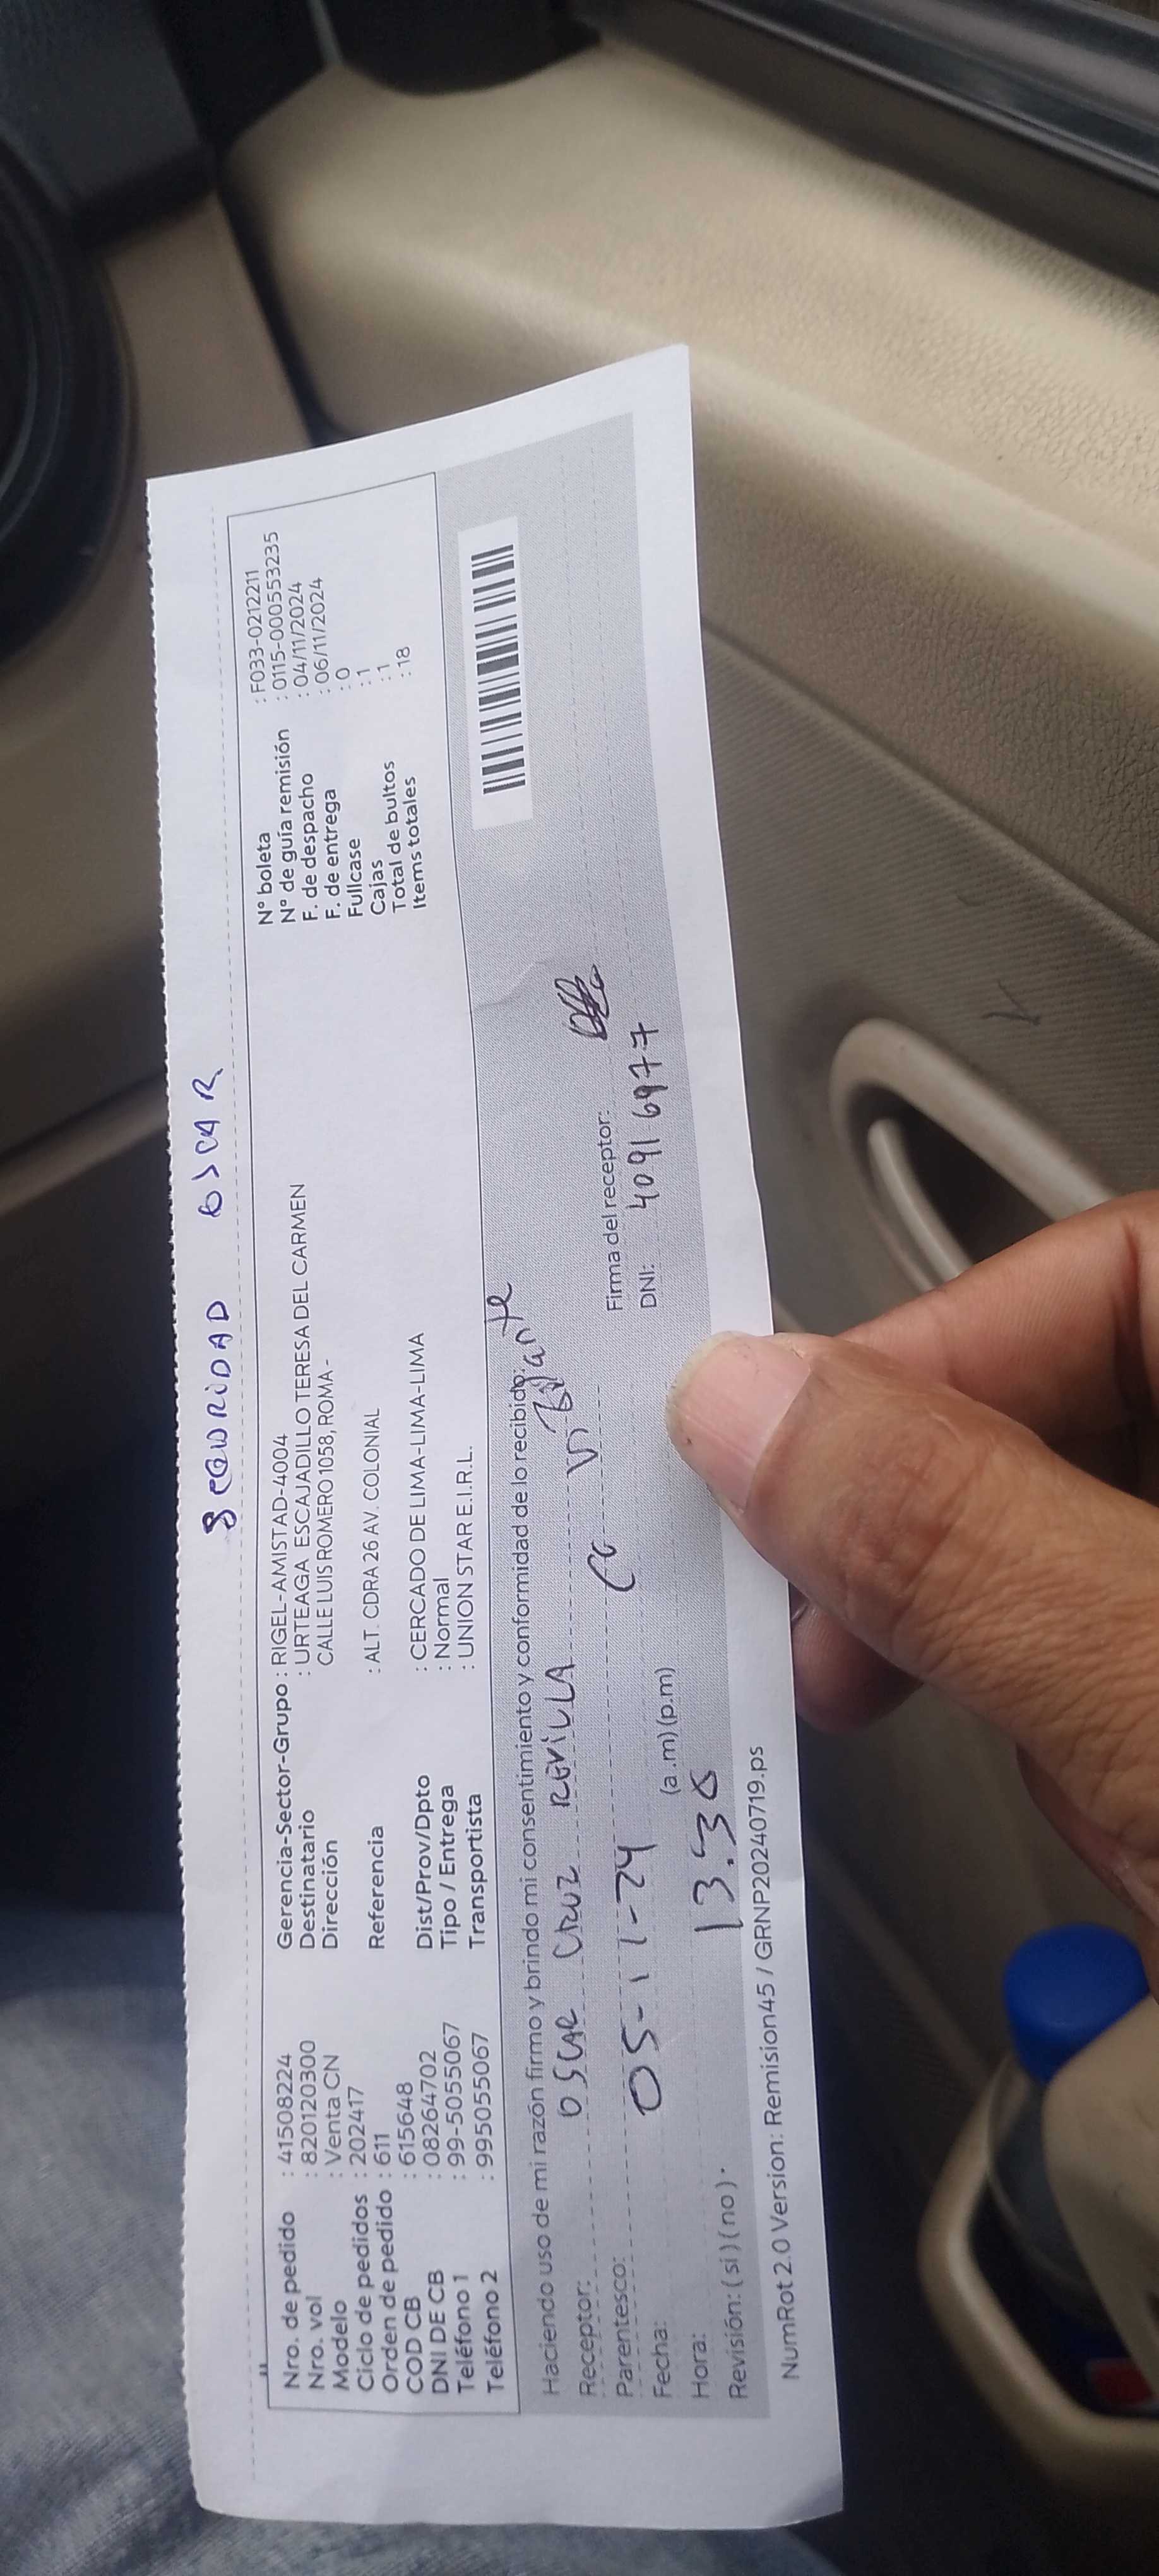 SEGURIDAD OSCAR
Nro. de pedido : 41508224
Nro. vol : 820120300
Modelo : Venta CN
Ciclo de pedidos : 202417
Orden de pedido : 611
COD CB : 615648
DNI DE CB : 08264702
Teléfono 1 : 99-5055067
Teléfono 2 : 995055067
Gerencia-Sector-Grupo : RIGEL-AMISTAD-4004
Destinatario : URTEAGA ESCAJADILLO TERESA DEL CARMEN
Dirección CALLE LUIS ROMERO 1058, ROMA -
Referencia : ALT. CDRA 26 AV. COLONIAL
Dist/Prov/Dpto : CERCADO DE LIMA-LIMA-LIMA
Tipo / Entrega : Normal
Transportista : UNION STAR E.I.R.L.
N° boleta : F033-0212211
N° de guía remisión : 0115-000553235
F. de despacho : 04/11/2024
F. de entrega : 06/11/2024
Fullcase : 0
Cajas : 1
Total de bultos : 1
Items totales : 18
Haciendo uso de mi razón firmo y brindo mi consentimiento y conformidad de lo recibido:
Receptor: OSCAR CRUZ REVILLA
Parentesco: Vigilante
Firma del receptor:
Fecha: 05-11-24
DNI: 40916977
Hora: (a.m) (p.m)
Revisión: ( si ) ( no ) .
NumRot 2.0 Version: Remision45 / GRNP20240719.ps